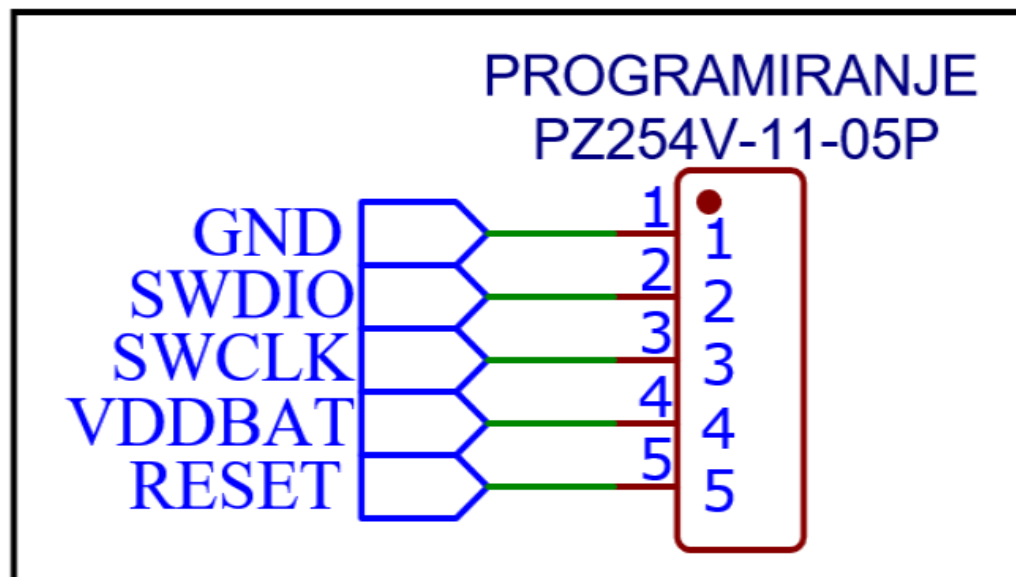 PROGRAMIRANJE
PZ254V-11-05P
GND 1 1
SWDIO 2 2
SWCLK 3 3
VDDBAT 4 4
RESET 5 5